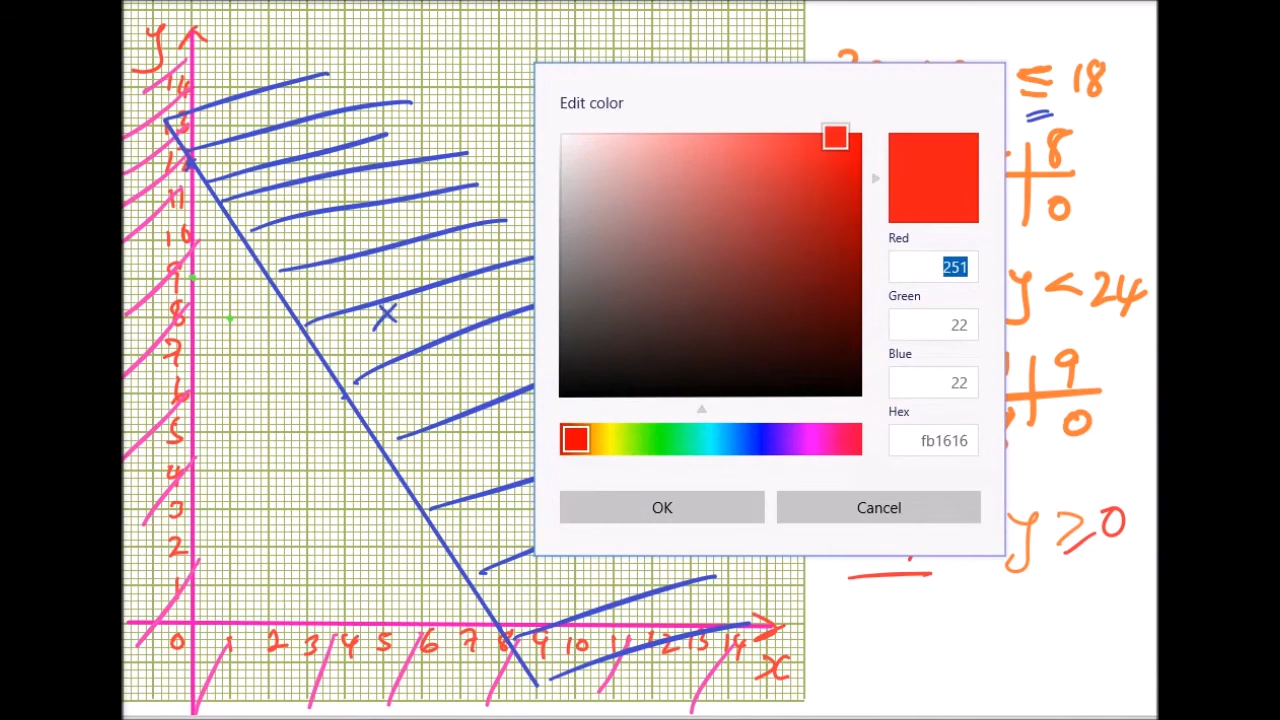 y
14
13
12
11
10
9
8
7
6
5
4
3
2
1
0 1 2 3 4 5 6 7 8 9 10 11 12 13 14
x
x
Edit color
Red
251
Green
22
Blue
22
Hex
fb1616
OK Cancel
≤ 18
8
0
y < 24
9
0
y ≥ 0